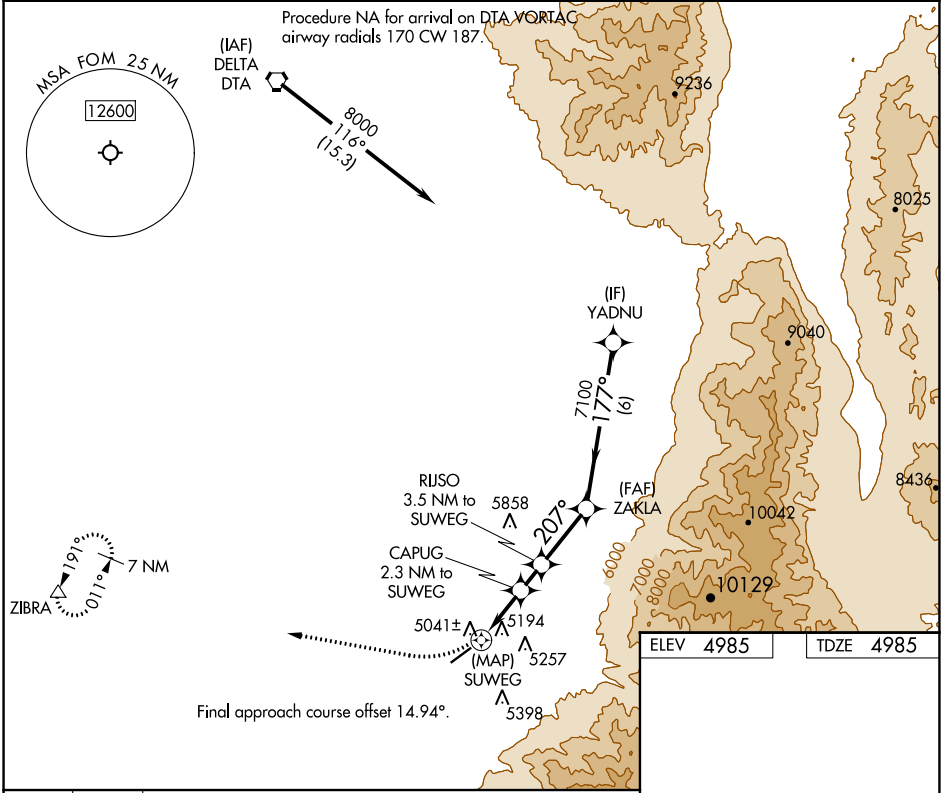 Procedure NA for arrival on DTA VORTAC
airway radials 170 CW 187.
MSA FOM 25 NM
12600
(IAF)
DELTA
DTA
8000
116°
(15.3)
9236
8025
(IF)
YADNU
9040
7100
177°
(6)
8436
RIJSO
3.5 NM to
SUWEG
5858
207°
(FAF)
ZAKLA
10042
CAPUG
2.3 NM to
SUWEG
6000
7000
8000
10129
191°
011°
7 NM
ZIBRA
5041±
5194
5257
(MAP)
SUWEG
5398
Final approach course offset 14.94°.
ELEV 4985
TDZE 4985